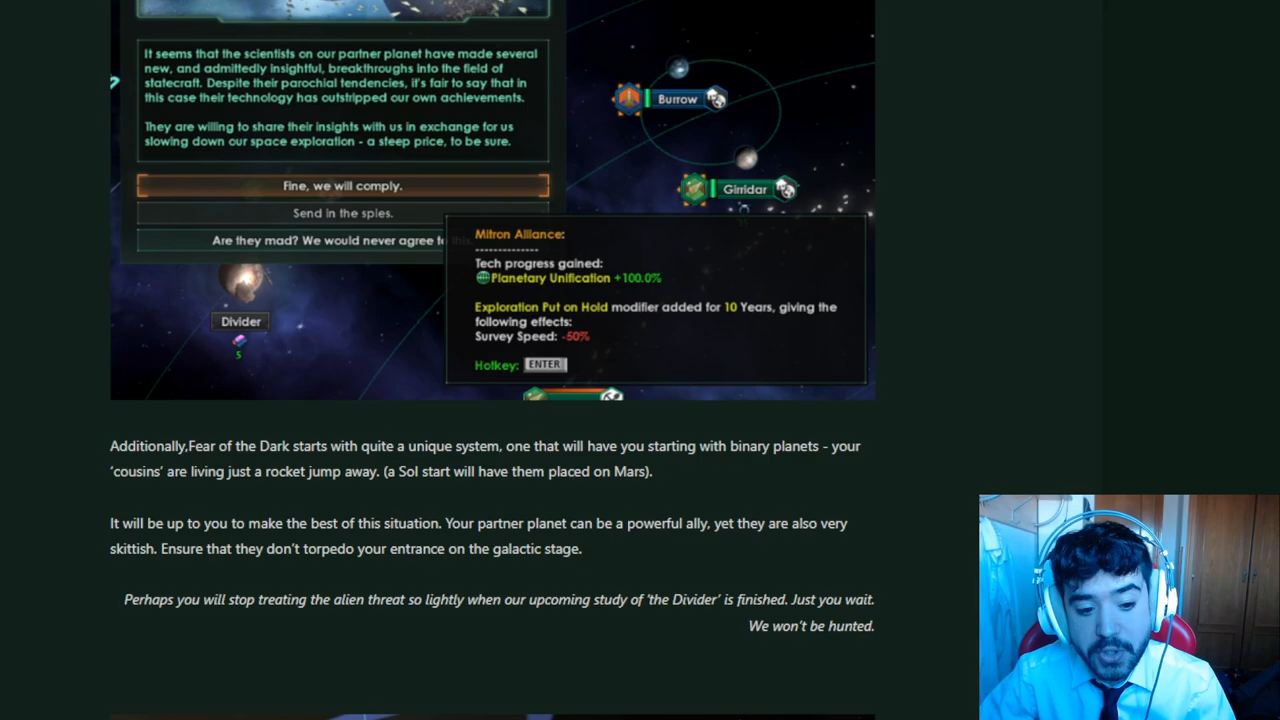 It seems that the scientists on our partner planet have made several
new, and admittedly insightful, breakthroughs into the field of
statecraft. Despite their parochial tendencies, it's fair to say that in
this case their technology has outstripped our own achievements.
They are willing to share their insights with us in exchange for us
slowing down our space exploration - a steep price, to be sure.
Fine, we will comply.
Send in the spies.
Are they mad? We would never agree to this.
Burrow
Girridar
Mitron Alliance:
--------------
Tech progress gained:
Planetary Unification +100.0%
Exploration Put on Hold modifier added for 10 Years, giving the
following effects:
Survey Speed: -50%
Hotkey: ENTER
Divider
5
Additionally,Fear of the Dark starts with quite a unique system, one that will have you starting with binary planets - your
‘cousins’ are living just a rocket jump away. (a Sol start will have them placed on Mars).
It will be up to you to make the best of this situation. Your partner planet can be a powerful ally, yet they are also very
skittish. Ensure that they don’t torpedo your entrance on the galactic stage.
Perhaps you will stop treating the alien threat so lightly when our upcoming study of ‘the Divider’ is finished. Just you wait.
We won’t be hunted.